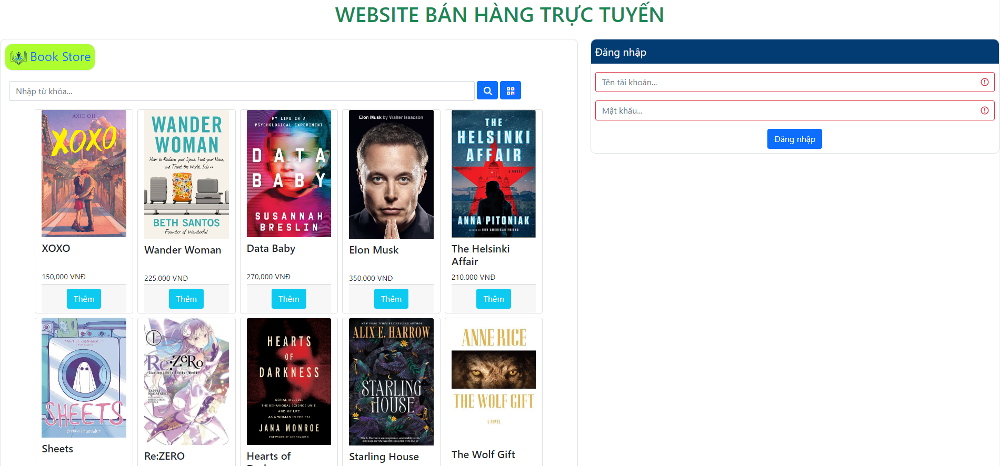 WEBSITE BÁN HÀNG TRỰC TUYẾN
Book Store
Nhập từ khóa...
AXIE OH
XOXO
XOXO
150,000 VNĐ
Thêm
WANDER
WOMAN
How to Reclaim your Space, Find your Voice,
and Travel the World, Solo
BETH SANTOS
Founder of Wanderful
Wander Woman
225,000 VNĐ
Thêm
MY LIFE IN A
PSYCHOLOGICAL EXPERIMENT
DATA
BABY
SUSANNAH
BRESLIN
Data Baby
270,000 VNĐ
Thêm
Elon Musk by Walter Isaacson
Elon Musk
350,000 VNĐ
Thêm
THE
HELSINKI
AFFAIR
A NOVEL
ANNA PITONIAK
AUTHOR OF OUR AMERICAN FRIEND
The Helsinki
Affair
210,000 VNĐ
Thêm
"You'll be captivated..."
SHEETS
Brenna Thummler
Sheets
1
Re:ZERO
-Starting Life in Another World-
TAPPEI
NAGATSUKI
SHINICHIROU
OTSUKA
Re:ZERO
HEARTS
OF
DARKNESS
SERIAL KILLERS,
THE BEHAVIORAL SCIENCE UNIT,
AND MY LIFE
AS A WOMAN IN THE FBI
JANA MONROE
FOREWORD BY JOE NAVARRO
Hearts of
NEW YORK TIMES BESTSELLING AUTHOR
ALIX E. HARROW
STARLING
HOUSE
Starling House
ANNE RICE
THE WOLF GIFT
A NOVEL
The Wolf Gift
Đăng nhập
Tên tài khoản...
Mật khẩu...
Đăng nhập